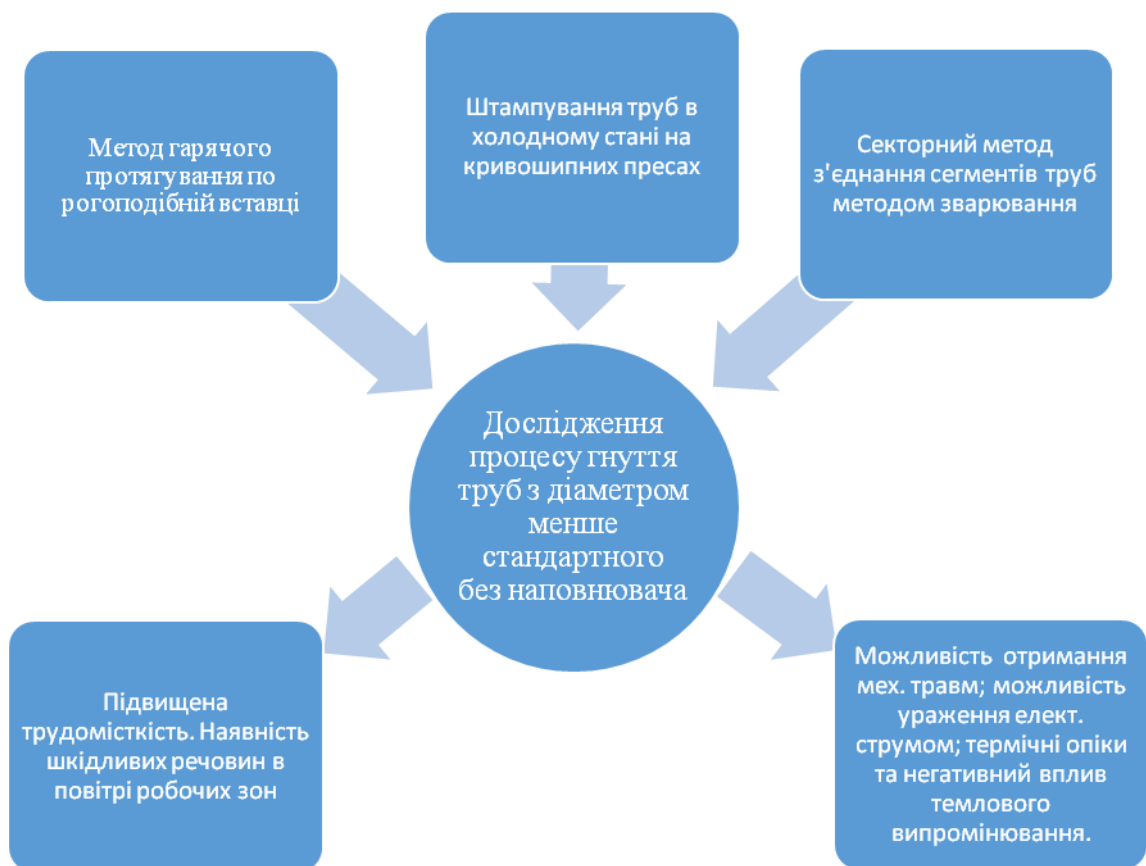 Метод гарячого
протягування по
рогоподібній вставці
Штампування труб в
холодному стані на
кривошипних пресах
Секторний метод
з'єднання сегментів труб
методом зварювання
Дослідження
процесу гнуття
труб з діаметром
менше
стандартного
без наповнювача
Підвищена
трудомісткість. Наявність
шкідливих речовин в
повітрі робочих зон
Можливість отримання
мех. травм; можливість
ураження елект.
струмом; термічні опіки
та негативний вплив
темлового
випромінювання.